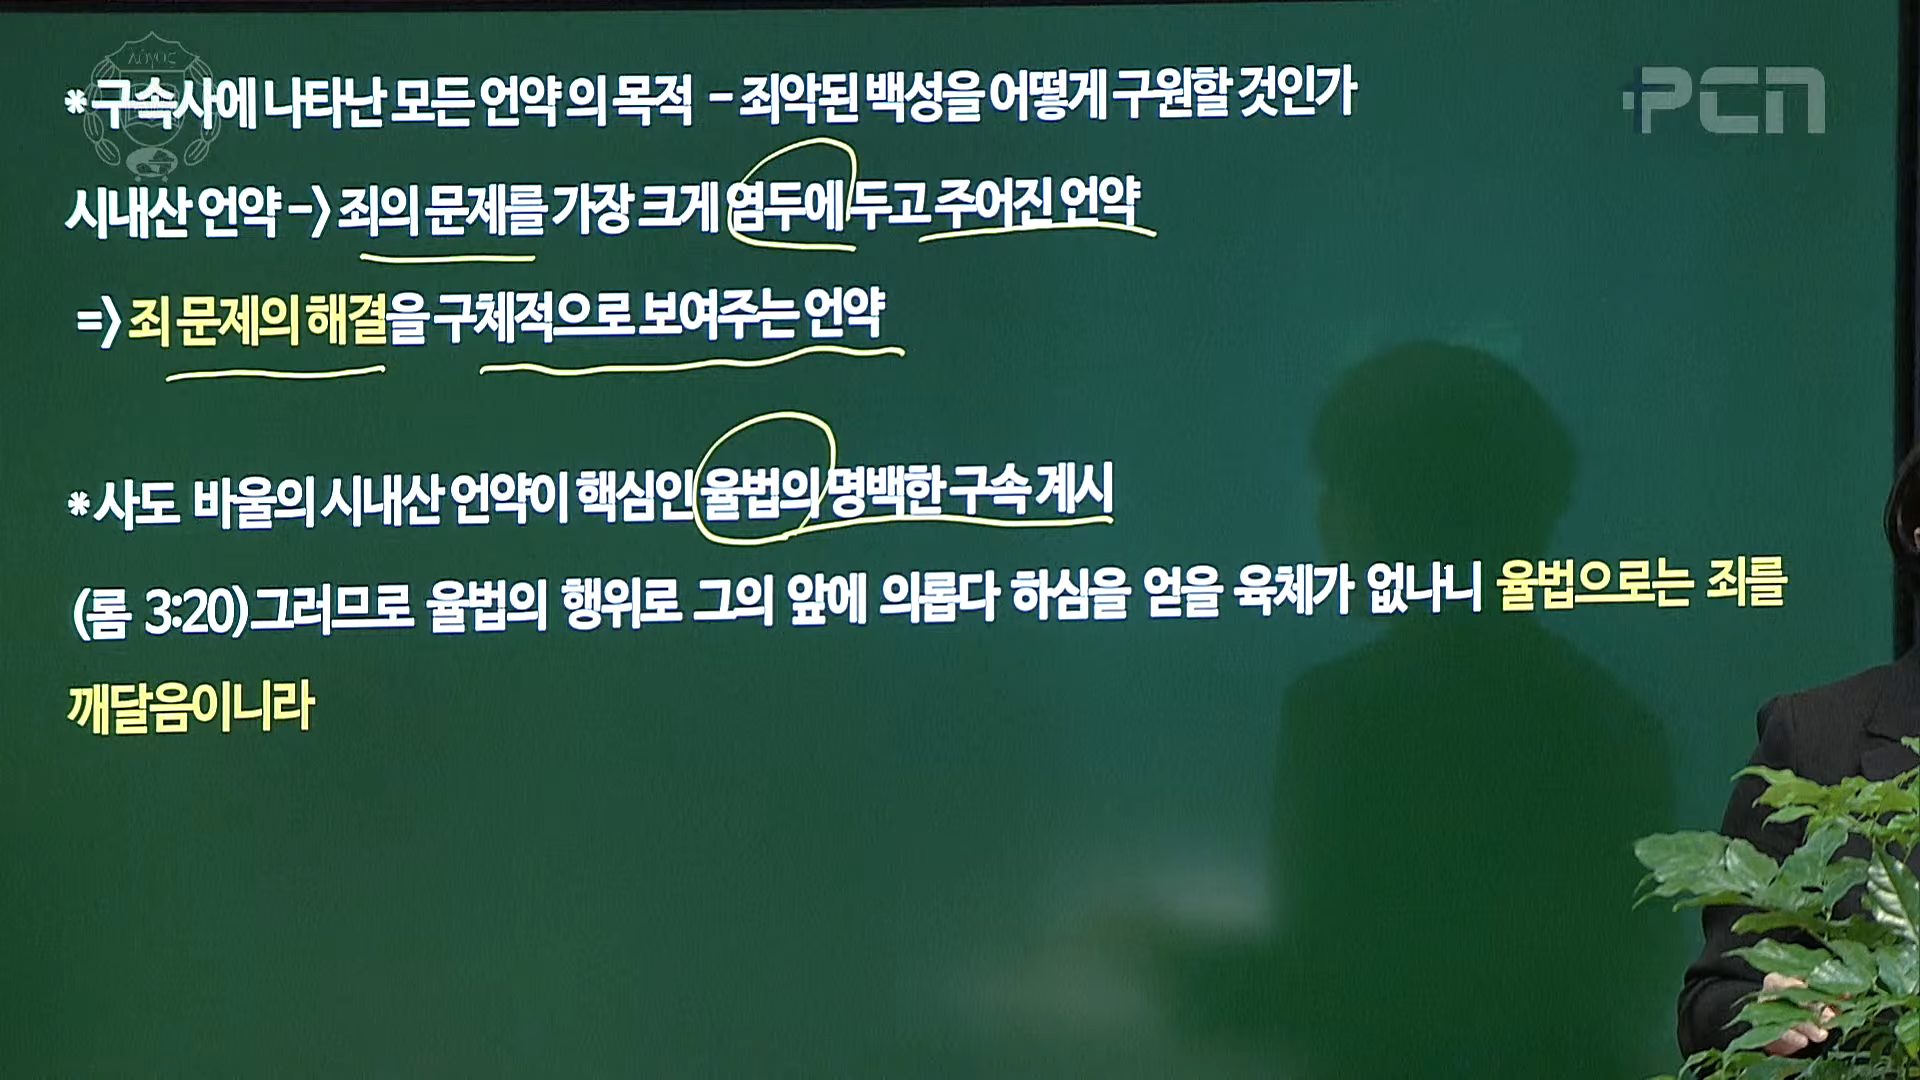 λόγος
PCN
*구속사에 나타난 모든 언약 의 목적 - 죄악된 백성을 어떻게 구원할 것인가
시내산 언약 -> 죄의 문제를 가장 크게 염두에 두고 주어진 언약
=> 죄 문제의 해결을 구체적으로 보여주는 언약
*사도 바울의 시내산 언약이 핵심인 율법의 명백한 구속 계시
(롬 3:20)그러므로 율법의 행위로 그의 앞에 의롭다 하심을 얻을 육체가 없나니 율법으로는 죄를
깨달음이니라